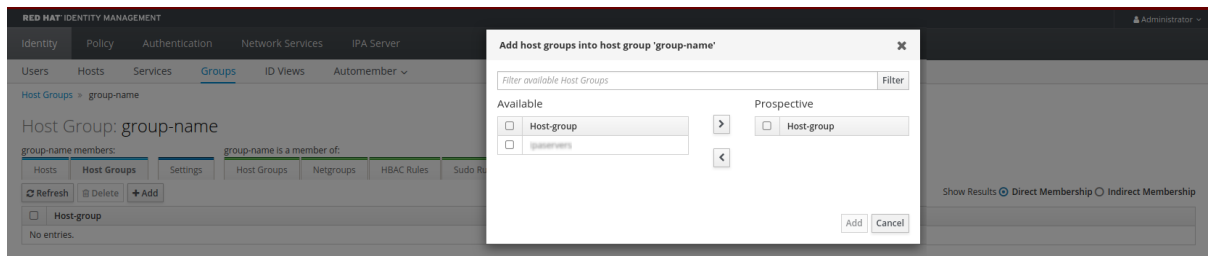 RED HAT IDENTITY MANAGEMENT
Administrator
Identity Policy Authentication Network Services IPA Server
Users Hosts Services Groups ID Views Automember
Host Groups » group-name
Host Group: group-name
group-name members: group-name is a member of:
Hosts Host Groups Settings Host Groups Netgroups HBAC Rules Sudo Ru
Refresh Delete + Add
Show Results Direct Membership Indirect Membership
Host-group
No entries.
Add host groups into host group 'group-name'
Filter available Host Groups Filter
Available Prospective
Host-group Host-group
ipaservers
Add Cancel